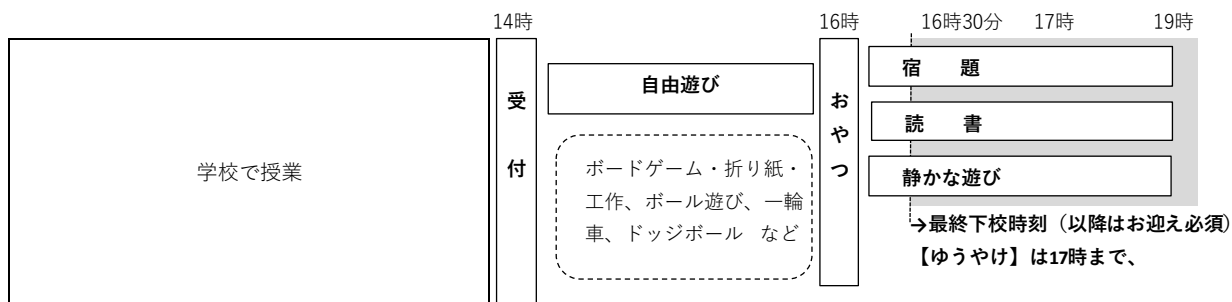 14時
16時
16時30分
17時
19時
学校で授業
受付
自由遊び
ボードゲーム・折り紙・
工作、ボール遊び、一輪
車、ドッジボール　など
おやつ
宿　題
読　書
静かな遊び
→最終下校時刻（以降はお迎え必須）
【ゆうやけ】は17時まで、